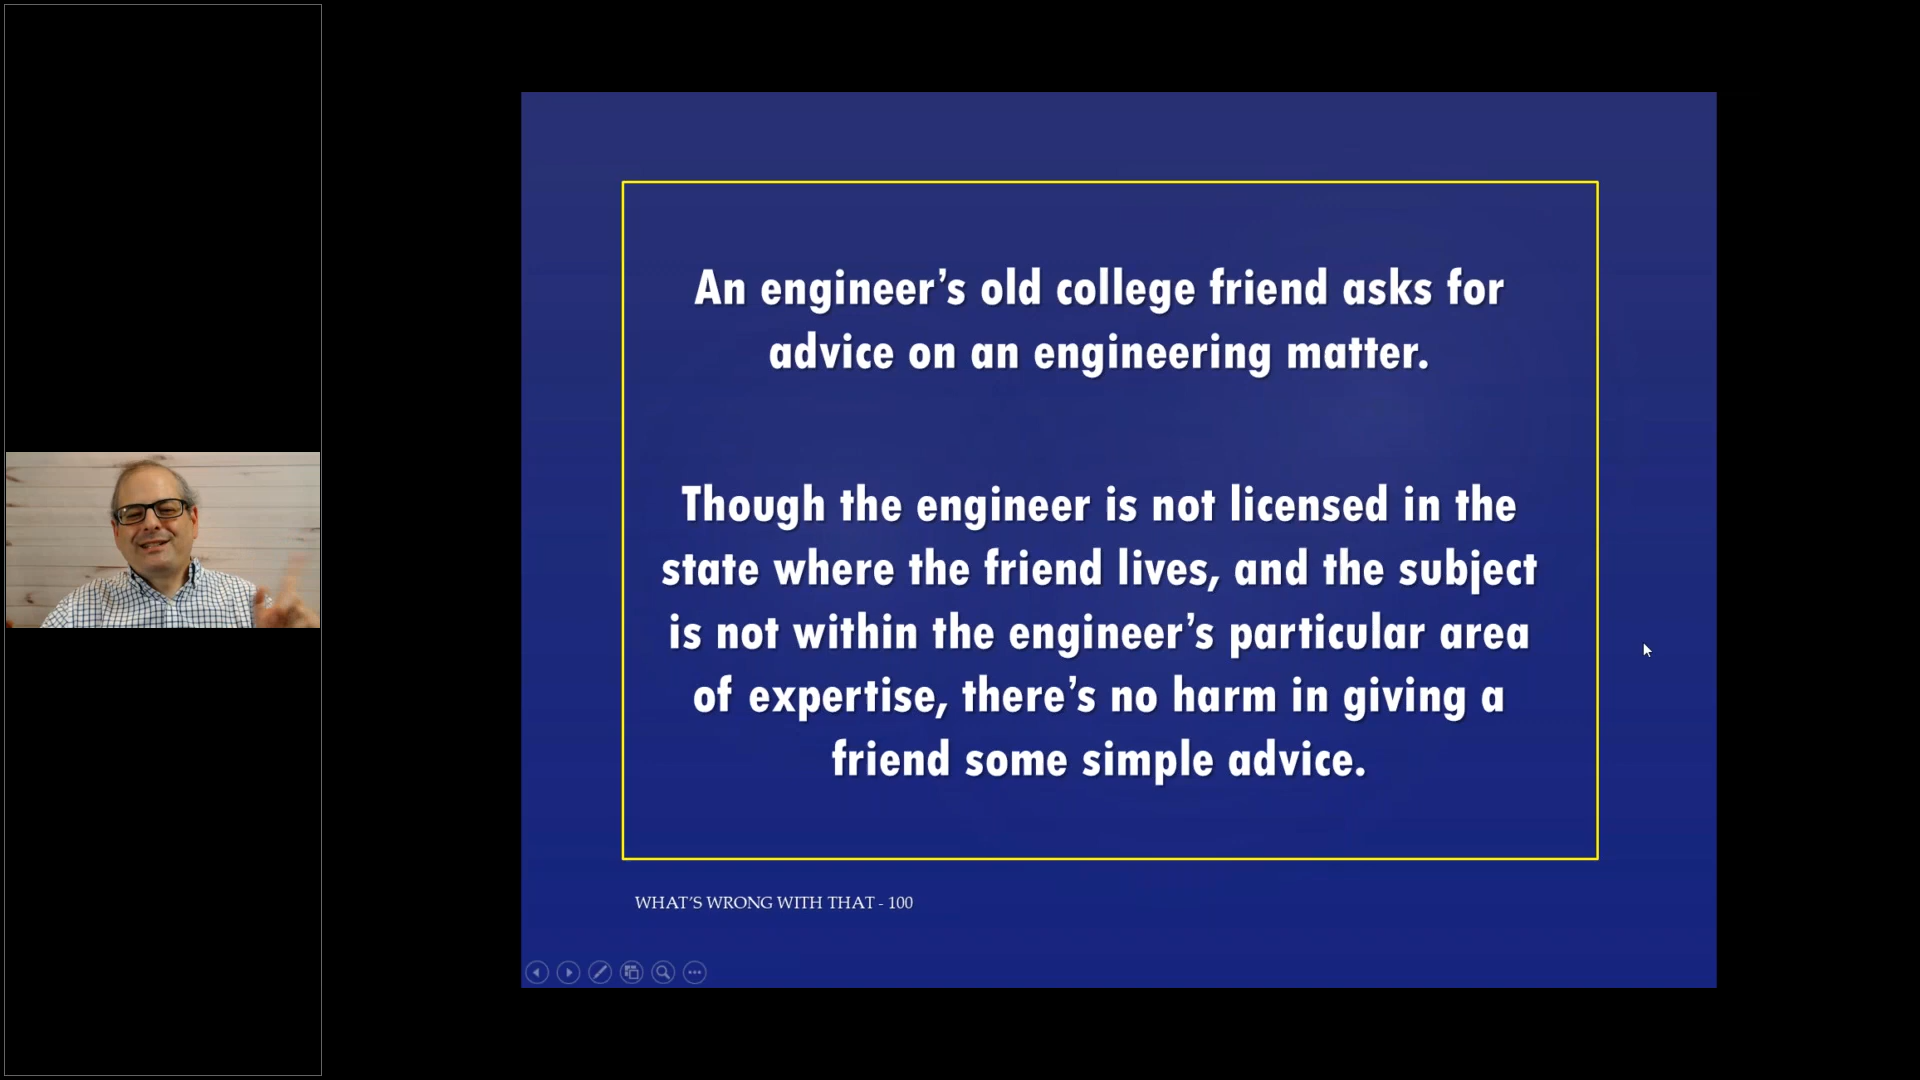 An engineer’s old college friend asks for
advice on an engineering matter.
Though the engineer is not licensed in the
state where the friend lives, and the subject
is not within the engineer’s particular area
of expertise, there’s no harm in giving a
friend some simple advice.
WHAT’S WRONG WITH THAT - 100